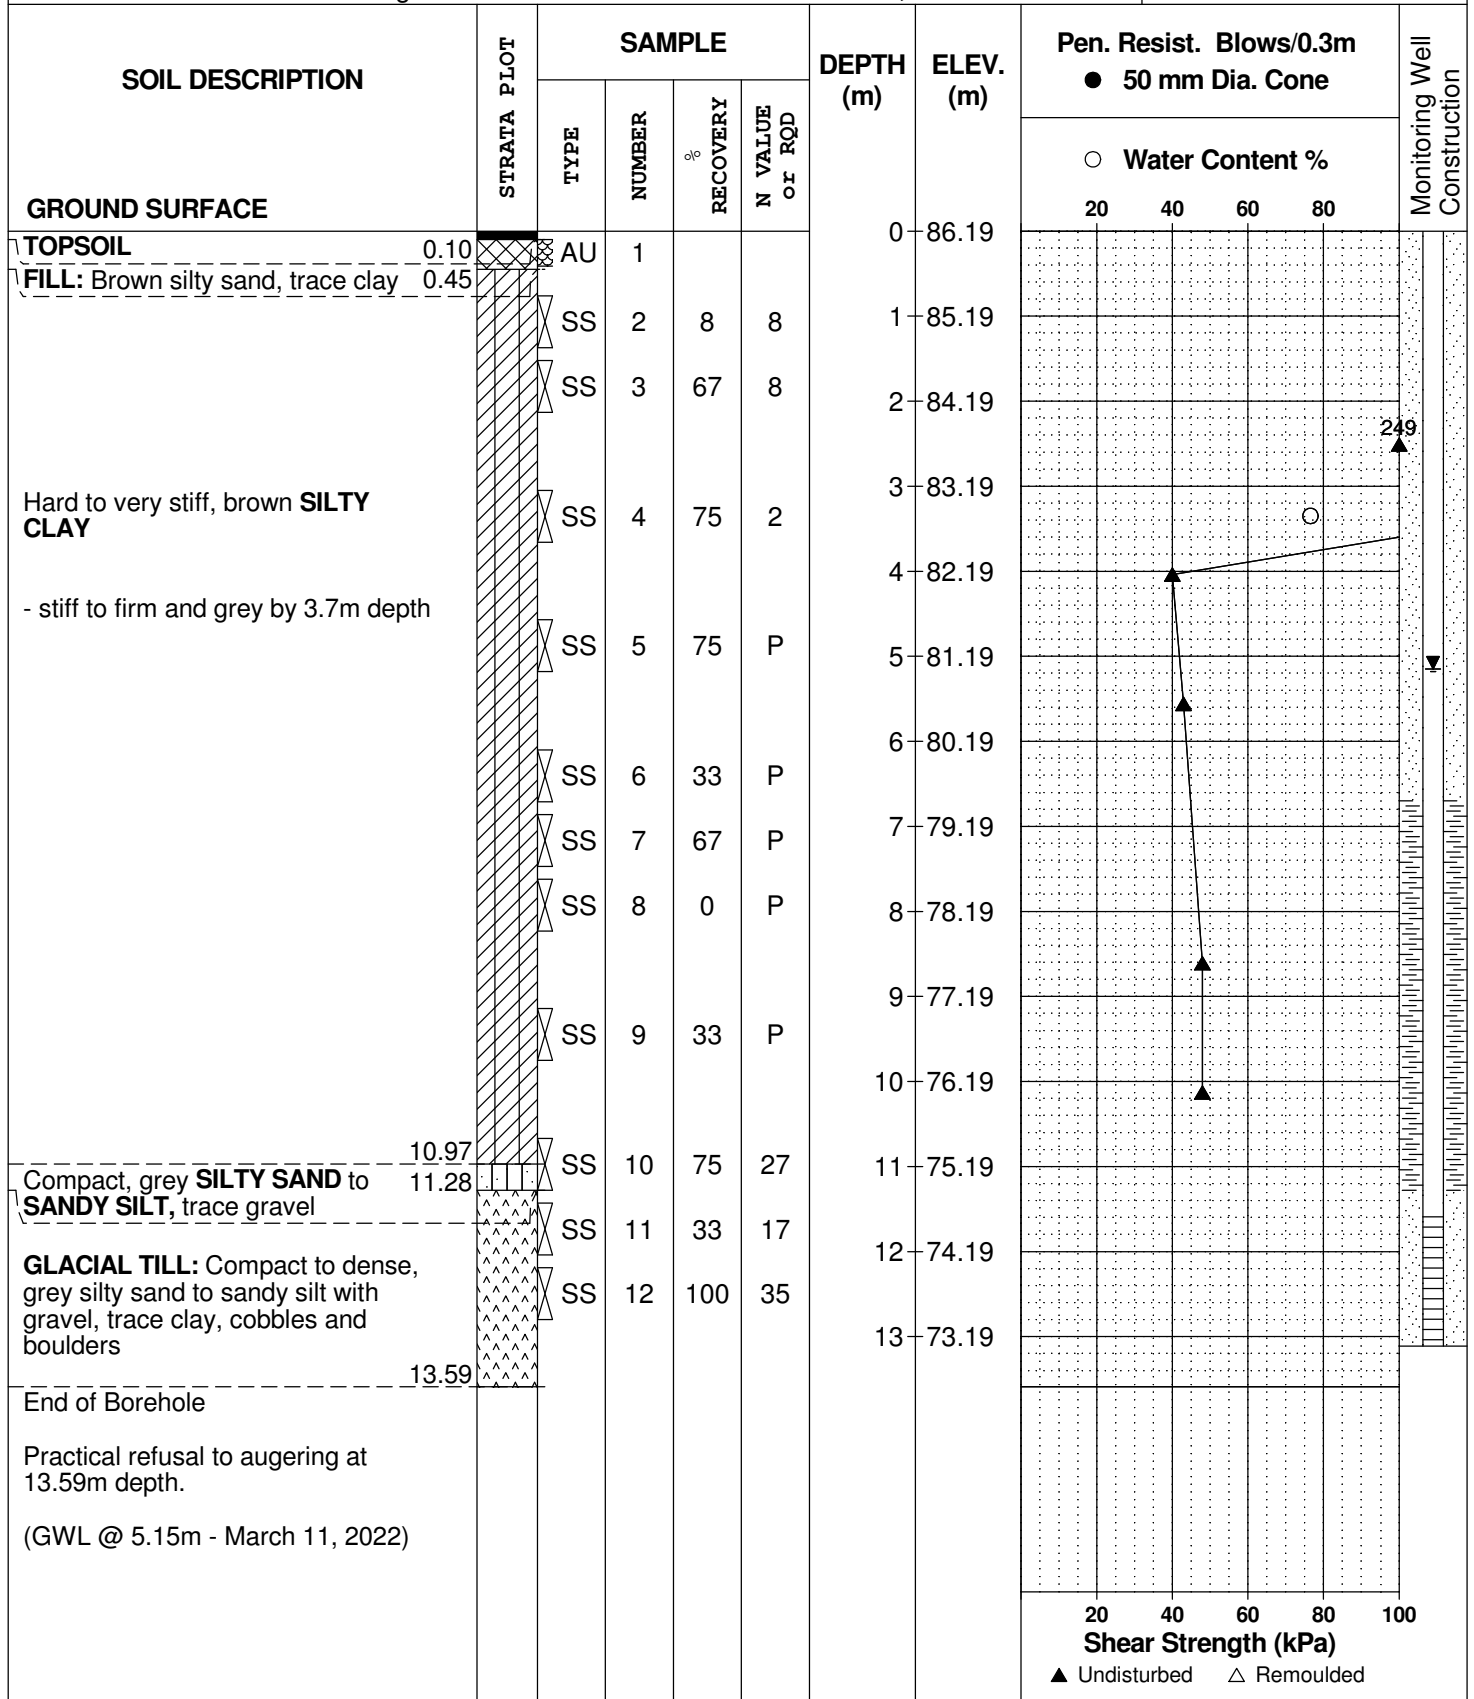 SOIL DESCRIPTION
GROUND SURFACE
STRATA PLOT
SAMPLE
TYPE
NUMBER
%
RECOVERY
N VALUE
or RQD
DEPTH
(m)
ELEV.
(m)
Pen. Resist. Blows/0.3m
● 50 mm Dia. Cone
○ Water Content %
20 40 60 80
Monitoring Well
Construction
TOPSOIL 0.10
FILL: Brown silty sand, trace clay 0.45
Hard to very stiff, brown SILTY
CLAY
- stiff to firm and grey by 3.7m depth
10.97
Compact, grey SILTY SAND to 11.28
SANDY SILT, trace gravel
GLACIAL TILL: Compact to dense,
grey silty sand to sandy silt with
gravel, trace clay, cobbles and
boulders
13.59
End of Borehole
Practical refusal to augering at
13.59m depth.
(GWL @ 5.15m - March 11, 2022)
AU 1
SS 2 8 8
SS 3 67 8
SS 4 75 2
SS 5 75 P
SS 6 33 P
SS 7 67 P
SS 8 0 P
SS 9 33 P
SS 10 75 27
SS 11 33 17
SS 12 100 35
0 86.19
1 85.19
2 84.19
3 83.19
4 82.19
5 81.19
6 80.19
7 79.19
8 78.19
9 77.19
10 76.19
11 75.19
12 74.19
13 73.19
249
20 40 60 80 100
Shear Strength (kPa)
▲ Undisturbed △ Remoulded